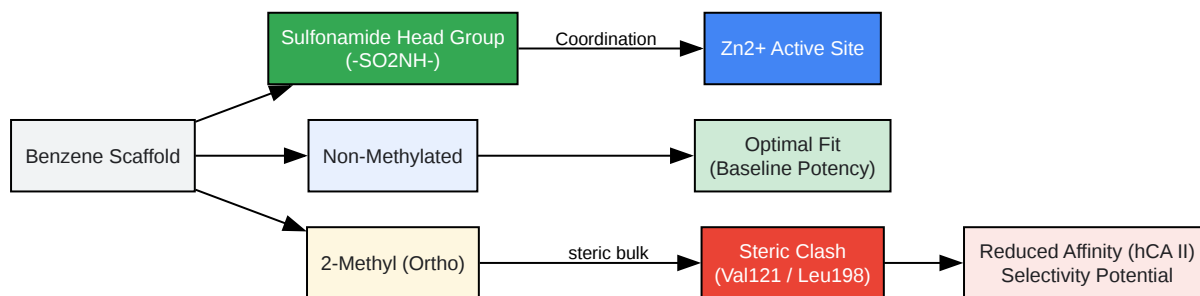 Sulfonamide Head Group
(-SO2NH-)
Coordination
Zn2+ Active Site
Benzene Scaffold
Non-Methylated
Optimal Fit
(Baseline Potency)
2-Methyl (Ortho)
steric bulk
Steric Clash
(Val121 / Leu198)
Reduced Affinity (hCA II)
Selectivity Potential